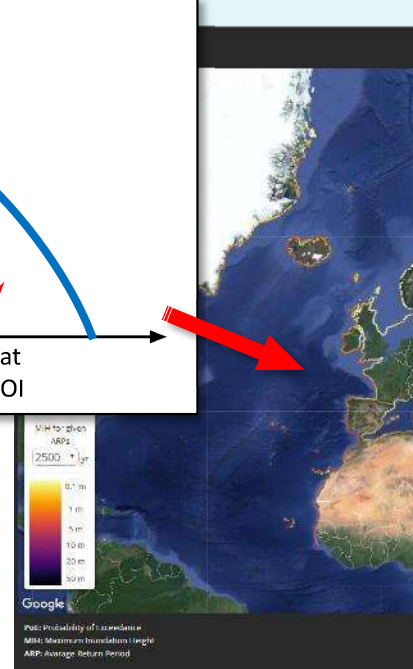 at
OI
MIH for given
ARPs
2500 yr
0.1 m
1 m
5 m
10 m
20 m
50 m
Google
PoE: Probability of Exceedance
MIH: Maximum Inundation Height
ARP: Avarage Return Period